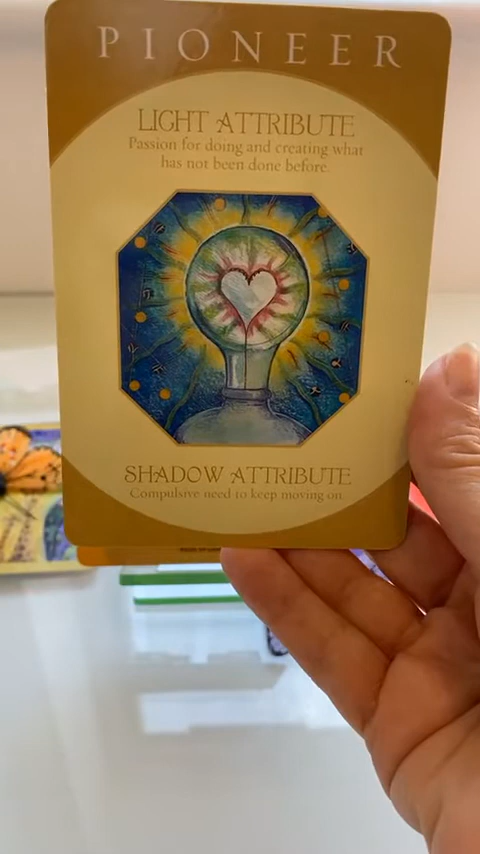 PIONEER
LIGHT ATTRIBUTE
Passion for doing and creating what
has not been done before.
SHADOW ATTRIBUTE
Compulsive need to keep moving on.